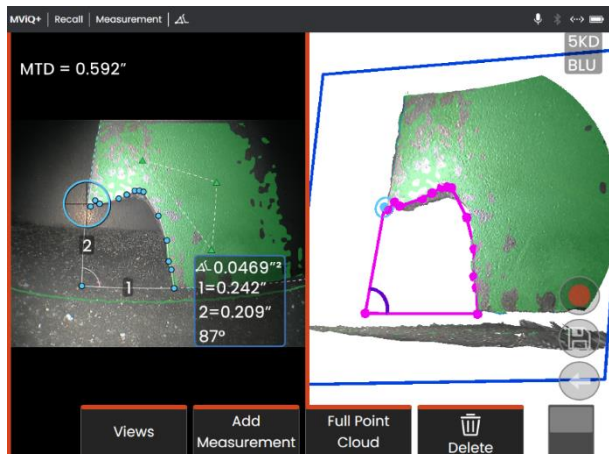 MViQ+ | Recall | Measurement |
5KD
BLU
MTD = 0.592"
2
1
0.0469"²
1=0.242"
2=0.209"
87°
Views
Add
Measurement
Full Point
Cloud
Delete